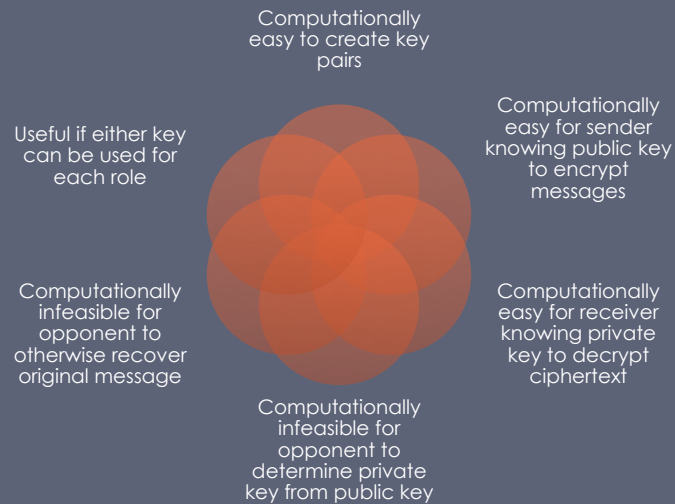 Computationally
easy to create key
pairs
Computationally
easy for sender
knowing public key
to encrypt
messages
Computationally
easy for receiver
knowing private
key to decrypt
ciphertext
Computationally
infeasible for
opponent to
determine private
key from public key
Computationally
infeasible for
opponent to
otherwise recover
original message
Useful if either key
can be used for
each role